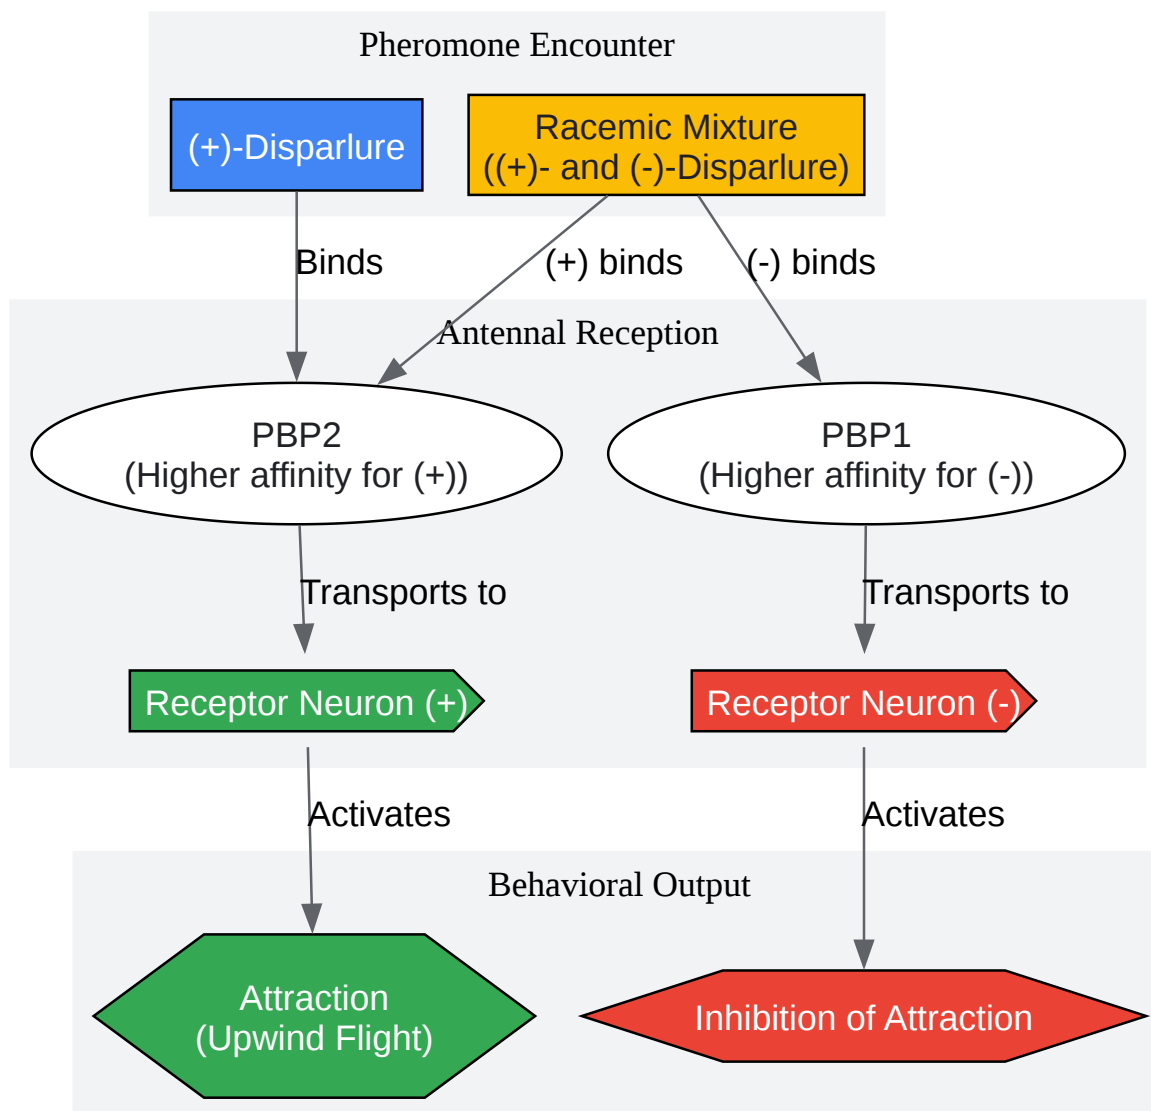 Pheromone Encounter
(+)-Disparlure
Racemic Mixture
((+)- and (-)-Disparlure)
Binds
(+) binds
(-) binds
Antennal Reception
PBP2
(Higher affinity for (+))
PBP1
(Higher affinity for (-))
Transports to
Transports to
Receptor Neuron (+)
Receptor Neuron (-)
Activates
Activates
Behavioral Output
Attraction
(Upwind Flight)
Inhibition of Attraction